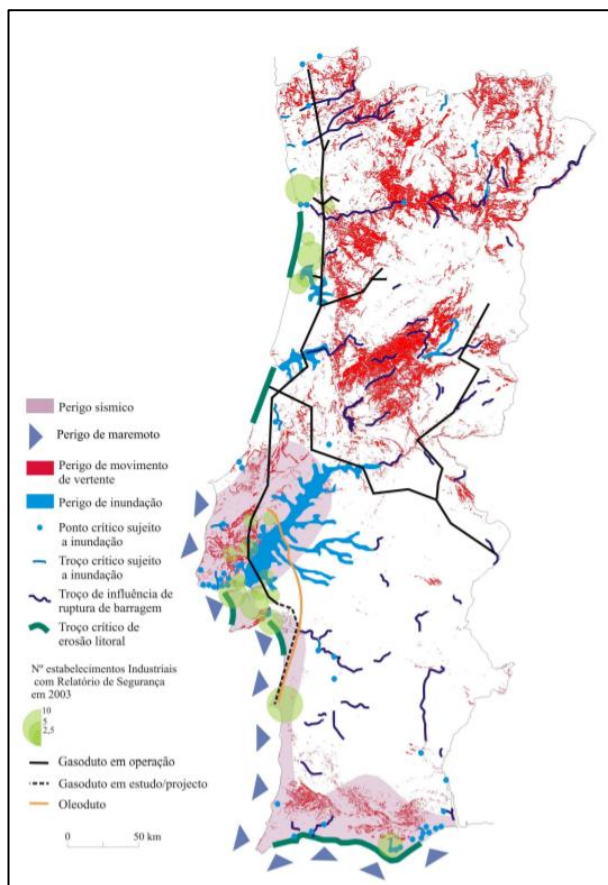 Perigo sísmico
Perigo de maremoto
Perigo de movimento
de vertente
Perigo de inundação
Ponto crítico sujeito
a inundação
Troço crítico sujeito
a inundação
Troço de influência de
ruptura de barragem
Troço crítico de
erosão litoral
Nº estabelecimentos Industriais
com Relatório de Segurança
em 2003
10
5
2,5
Gasoduto em operação
Gasoduto em estudo/projecto
Oleoduto
0 50 km